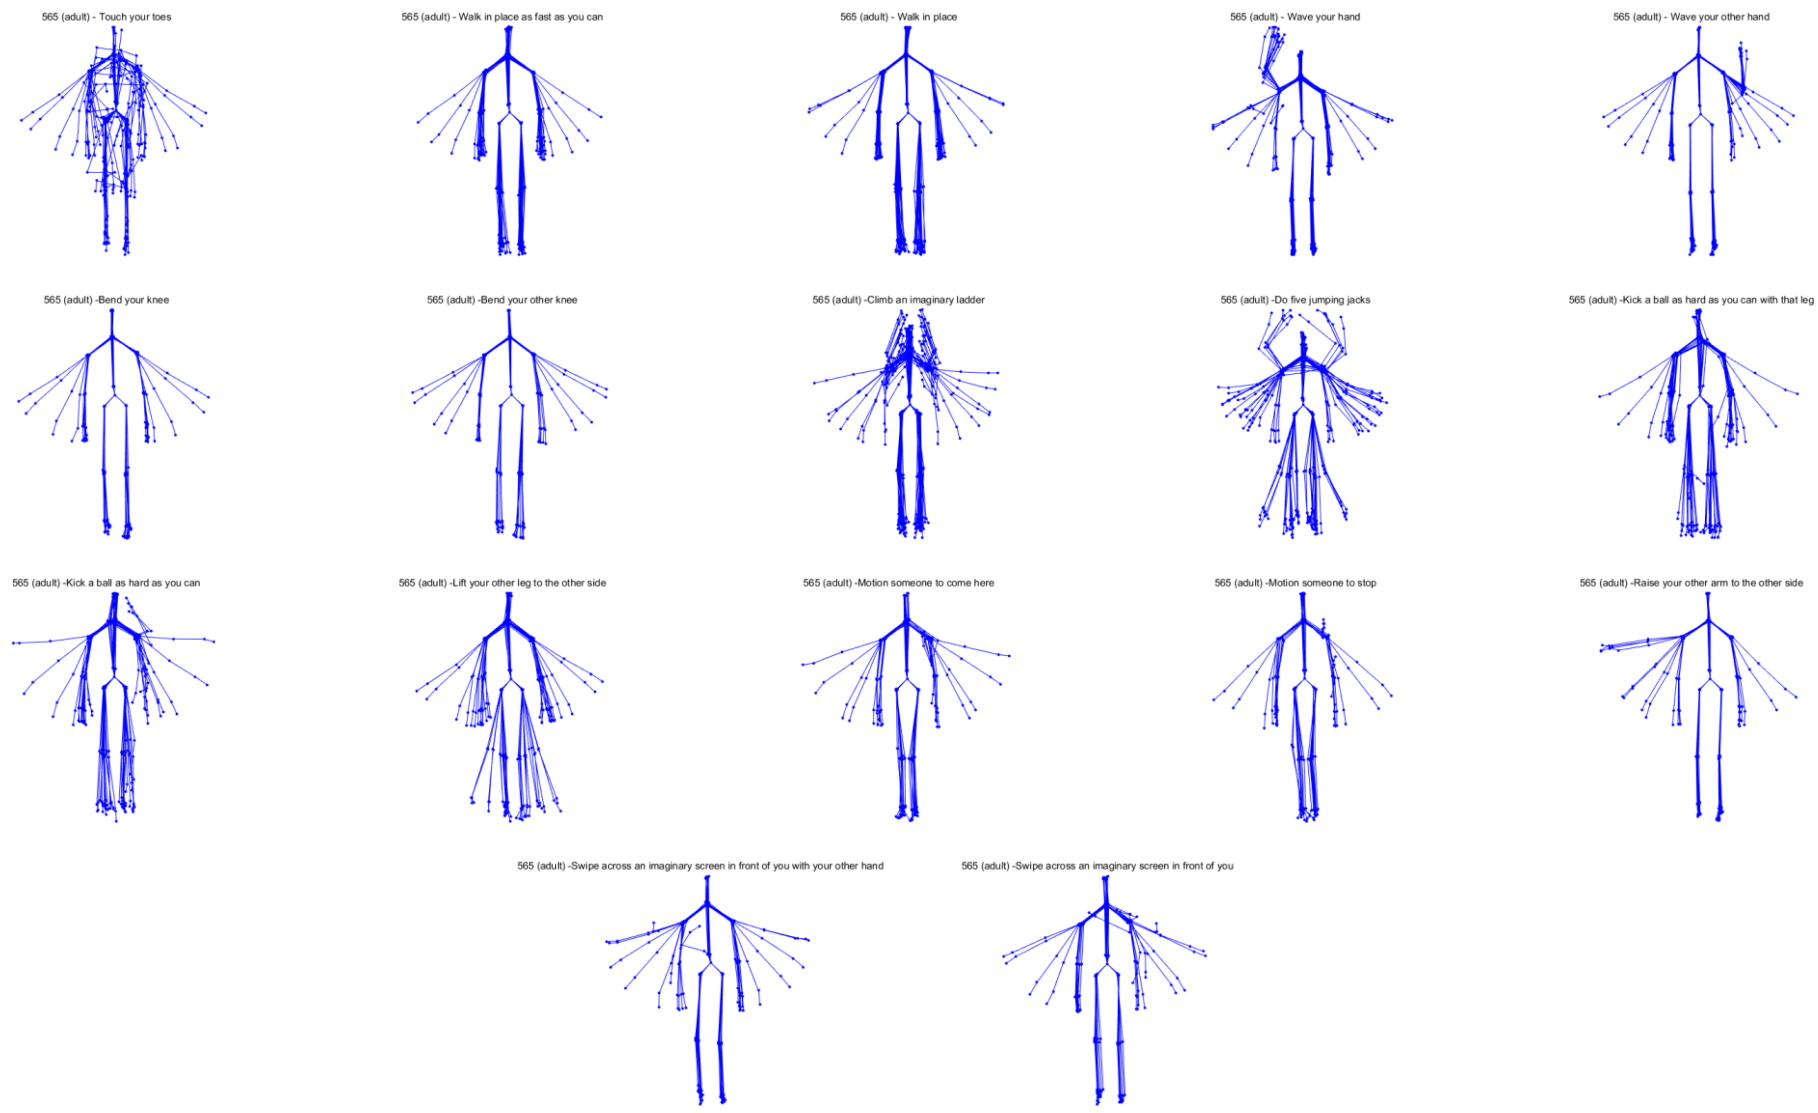 565 (adult) - Touch your toes
565 (adult) - Walk in place as fast as you can
565 (adult) - Walk in place
565 (adult) - Wave your hand
565 (adult) - Wave your other hand
565 (adult) -Bend your knee
565 (adult) -Bend your other knee
565 (adult) -Climb an imaginary ladder
565 (adult) -Do five jumping jacks
565 (adult) -Kick a ball as hard as you can with that leg
565 (adult) -Kick a ball as hard as you can
565 (adult) -Lift your other leg to the other side
565 (adult) -Motion someone to come here
565 (adult) -Motion someone to stop
565 (adult) -Raise your other arm to the other side
565 (adult) -Swipe across an imaginary screen in front of you with your other hand
565 (adult) -Swipe across an imaginary screen in front of you